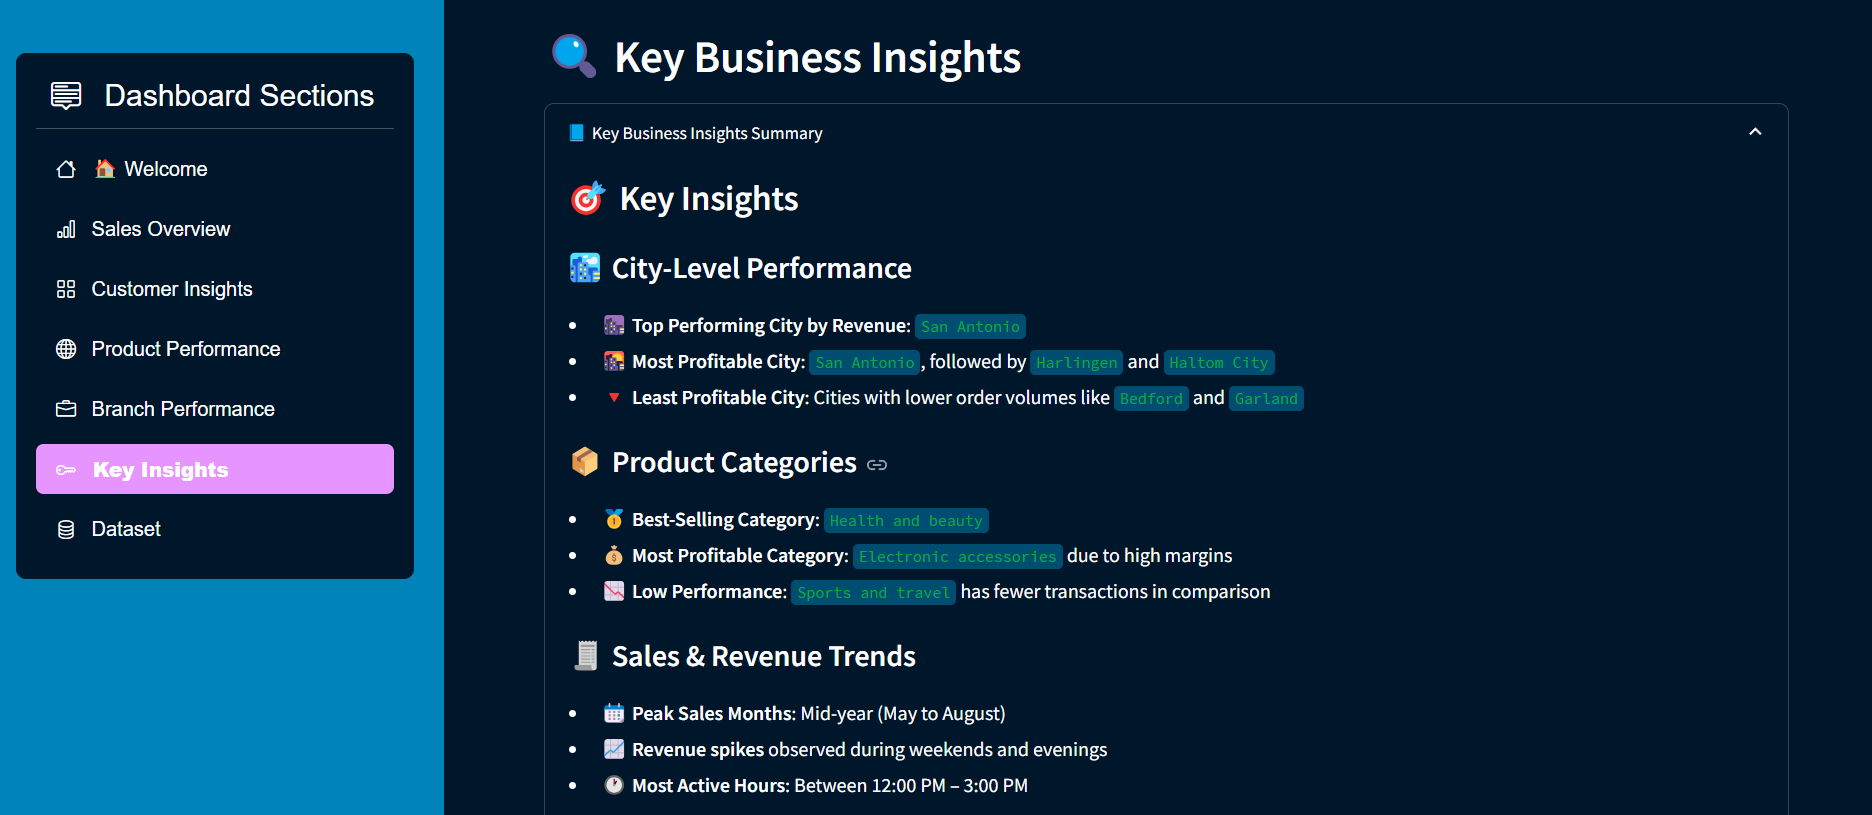 Dashboard Sections
Welcome
Sales Overview
Customer Insights
Product Performance
Branch Performance
Key Insights
Dataset
Key Business Insights
Key Business Insights Summary
Key Insights
City-Level Performance
Top Performing City by Revenue: San Antonio
Most Profitable City: San Antonio, followed by Harlingen and Haltom City
Least Profitable City: Cities with lower order volumes like Bedford and Garland
Product Categories
Best-Selling Category: Health and beauty
Most Profitable Category: Electronic accessories due to high margins
Low Performance: Sports and travel has fewer transactions in comparison
Sales & Revenue Trends
Peak Sales Months: Mid-year (May to August)
Revenue spikes observed during weekends and evenings
Most Active Hours: Between 12:00 PM – 3:00 PM